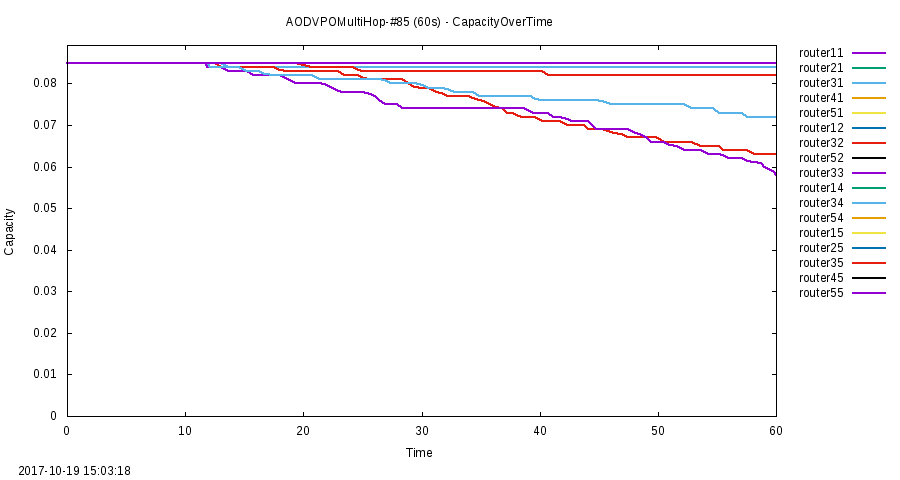 AODVPOMultiHop-#85 (60s) - CapacityOverTime
router11
router21
router31
router41
router51
router12
router32
router52
router33
router14
router34
router54
router15
router25
router35
router45
router55
0.08
0.07
0.06
0.05
0.04
0.03
0.02
0.01
0
Capacity
0 10 20 30 40 50 60
Time
2017-10-19 15:03:18